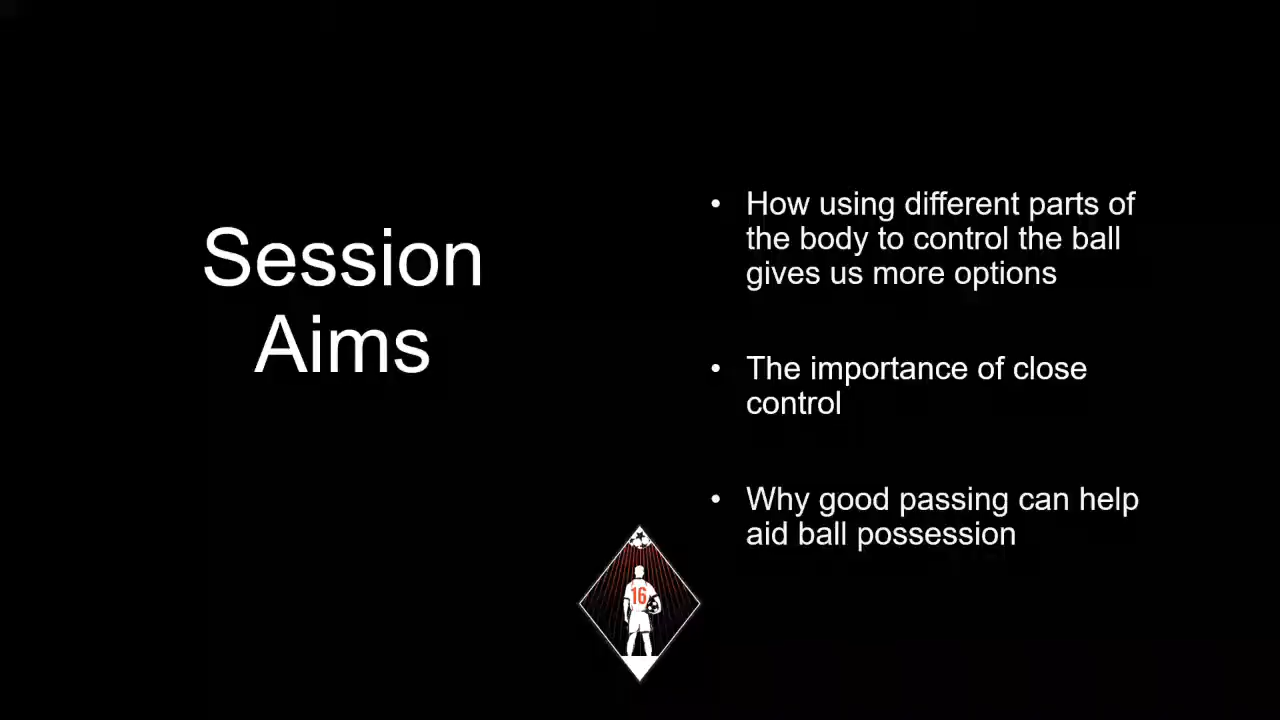 Session
Aims
• How using different parts of
the body to control the ball
gives us more options
• The importance of close
control
• Why good passing can help
aid ball possession
16